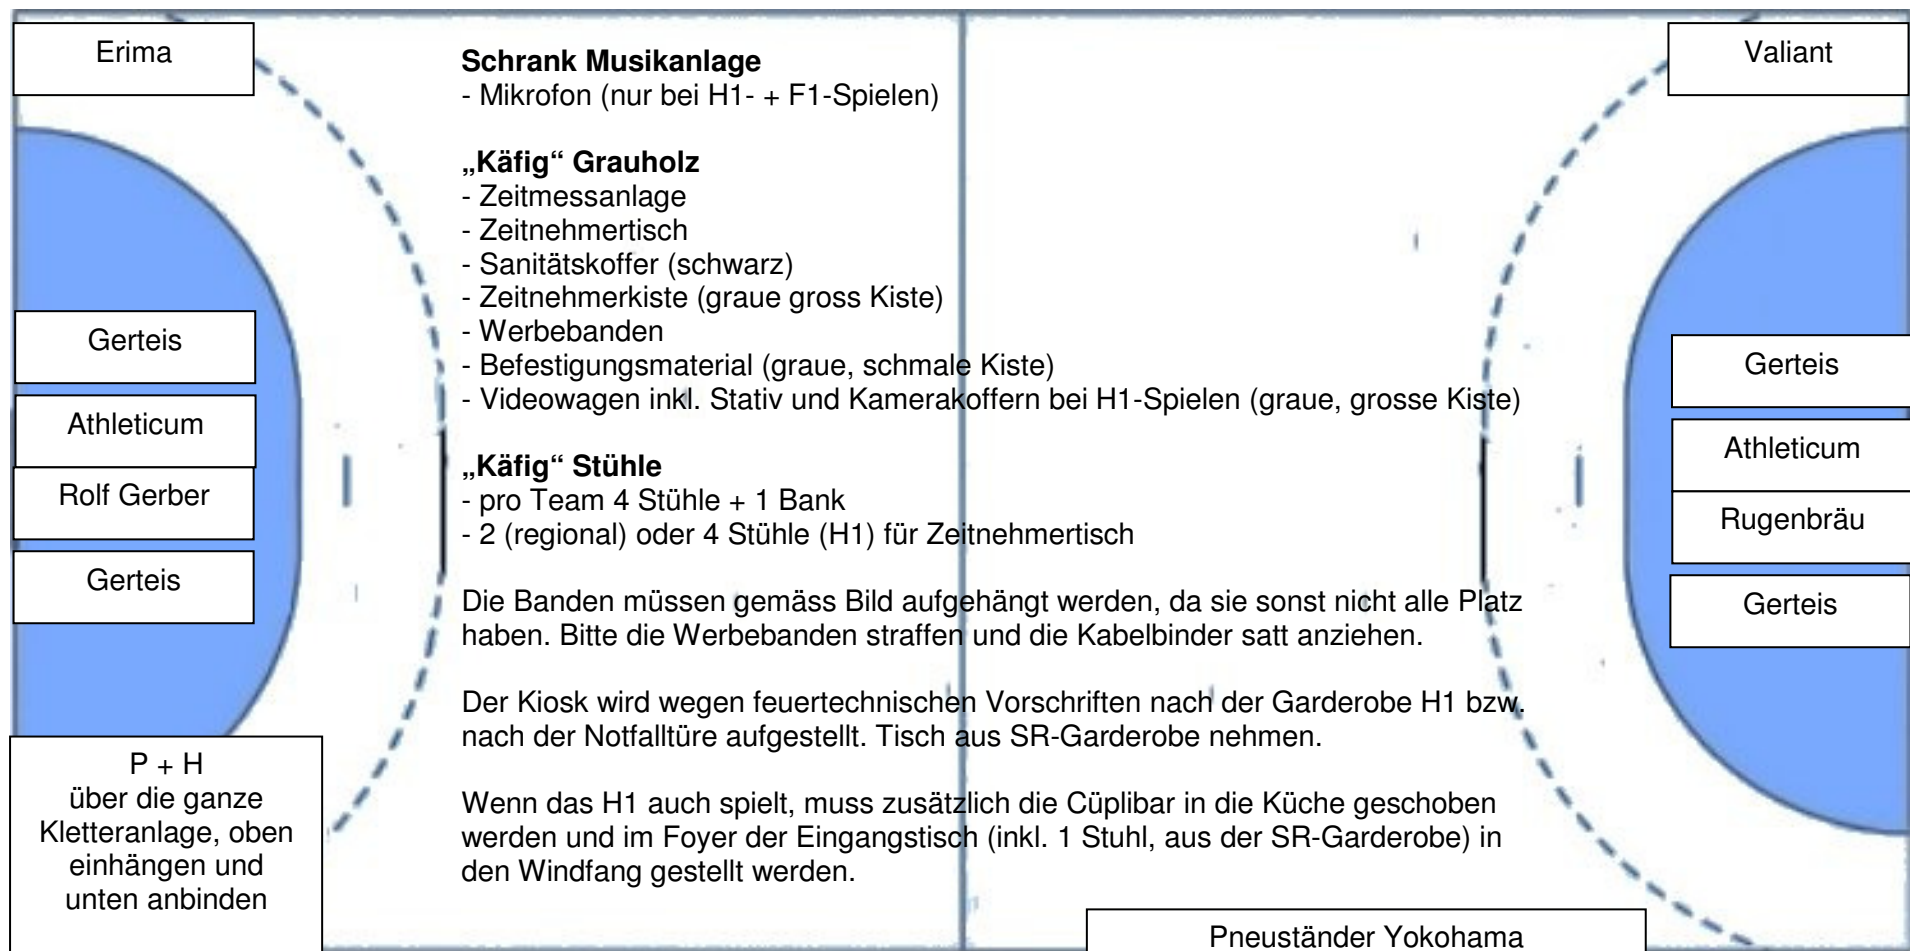 Erima
Valiant
Schrank Musikanlage
- Mikrofon (nur bei H1- + F1-Spielen)
„Käfig“ Grauholz
- Zeitmessanlage
- Zeitnehmertisch
- Sanitätskoffer (schwarz)
- Zeitnehmerkiste (graue gross Kiste)
- Werbebanden
- Befestigungsmaterial (graue, schmale Kiste)
- Videowagen inkl. Stativ und Kamerakoffern bei H1-Spielen (graue, grosse Kiste)
„Käfig“ Stühle
- pro Team 4 Stühle + 1 Bank
- 2 (regional) oder 4 Stühle (H1) für Zeitnehmertisch
Die Banden müssen gemäss Bild aufgehängt werden, da sie sonst nicht alle Platz
haben. Bitte die Werbebanden straffen und die Kabelbinder satt anziehen.
Der Kiosk wird wegen feuertechnischen Vorschriften nach der Garderobe H1 bzw.
nach der Notfalltüre aufgestellt. Tisch aus SR-Garderobe nehmen.
Wenn das H1 auch spielt, muss zusätzlich die Cüplibar in die Küche geschoben
werden und im Foyer der Eingangstisch (inkl. 1 Stuhl, aus der SR-Garderobe) in
den Windfang gestellt werden.
Gerteis
Athleticum
Rolf Gerber
Gerteis
Gerteis
Athleticum
Rugenbräu
Gerteis
P + H
über die ganze
Kletteranlage, oben
einhängen und
unten anbinden
Pneuständer Yokohama